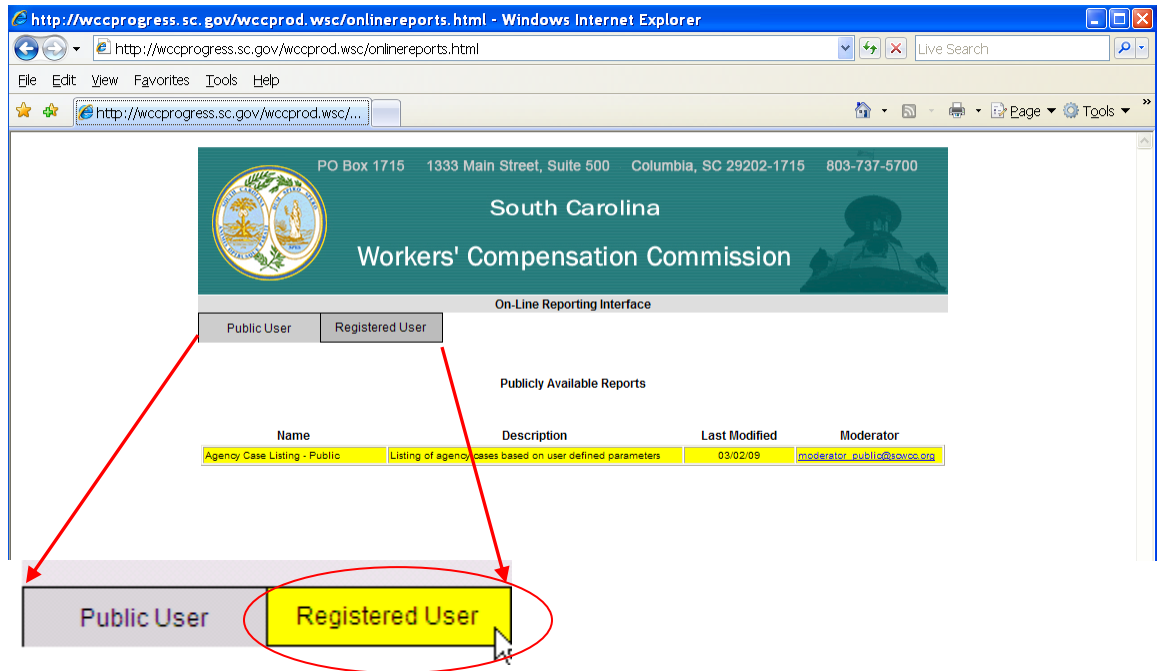 http://wccprogress.sc.gov/wccprod.wsc/onlinereports.html - Windows Internet Explorer
http://wccprogress.sc.gov/wccprod.wsc/onlinereports.html Live Search
File Edit View Favorites Tools Help
http://wccprogress.sc.gov/wccprod.wsc/... Page Tools »
PO Box 1715 1333 Main Street, Suite 500 Columbia, SC 29202-1715 803-737-5700
South Carolina
Workers' Compensation Commission
On-Line Reporting Interface
Public User Registered User
Publicly Available Reports
Name Description Last Modified Moderator
Agency Case Listing - Public Listing of agency cases based on user defined parameters 03/02/09 moderator_public@scwcc.org
Public User Registered User